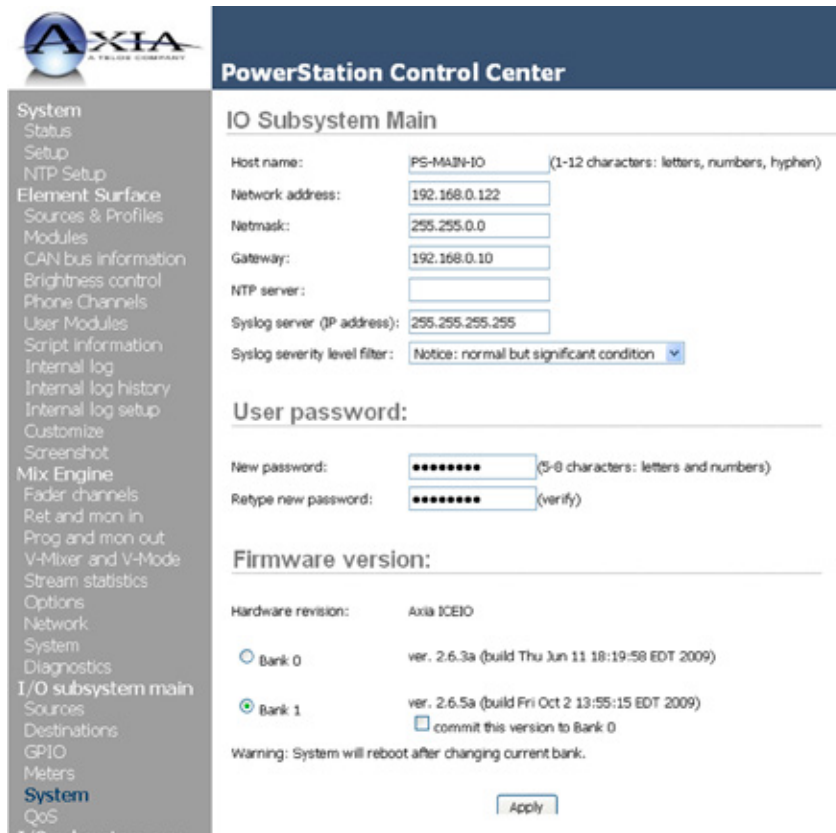 AXIA
A TELOS COMPANY
PowerStation Control Center
System
Status
Setup
NTP Setup
Element Surface
Sources & Profiles
Modules
CAN bus information
Brightness control
Phone Channels
User Modules
Script information
Internal log
Internal log history
Internal log setup
Customize
Screenshot
Mix Engine
Fader channels
Ret and mon in
Prog and mon out
V-Mixer and V-Mode
Stream statistics
Options
Network
System
Diagnostics
I/O subsystem main
Sources
Destinations
GPIO
Meters
System
QoS
IO Subsystem Main
Host name: PS-MAIN-IO (1-12 characters: letters, numbers, hyphen)
Network address: 192.168.0.122
Netmask: 255.255.0.0
Gateway: 192.168.0.10
NTP server:
Syslog server (IP address): 255.255.255.255
Syslog severity level filter: Notice: normal but significant condition
User password:
New password: •••••••• (5-8 characters: letters and numbers)
Retype new password: •••••••• (verify)
Firmware version:
Hardware revision: Axia ICEIO
Bank 0 ver. 2.6.3a (build Thu Jun 11 18:19:58 EDT 2009)
Bank 1 ver. 2.6.5a (build Fri Oct 2 13:55:15 EDT 2009)
commit this version to Bank 0
Warning: System will reboot after changing current bank.
Apply